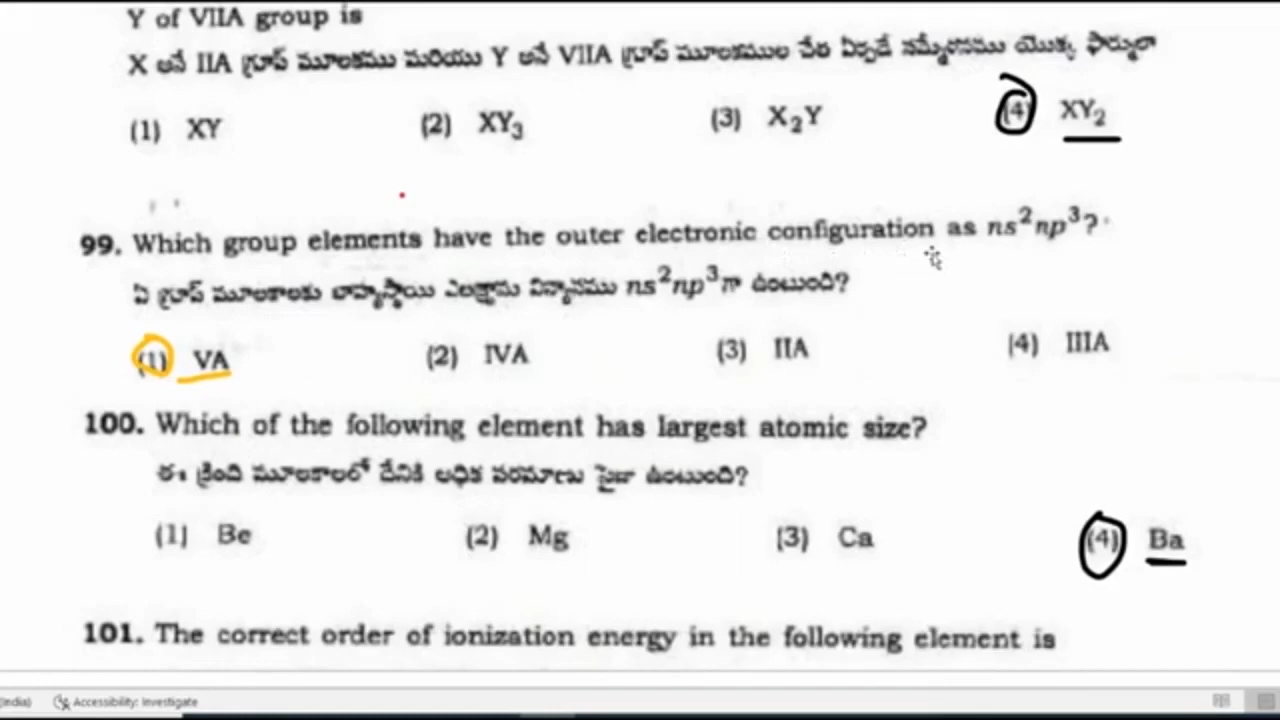 Y of VIIA group is
X అనే IIA గ్రూప్ మూలకము మరియు Y అనే VIIA గ్రూప్ మూలకముల చేత ఏర్పడే సమ్మేళనము యొక్క ఫార్ములా
(1) XY (2) XY₃ (3) X₂Y (4) XY₂
99. Which group elements have the outer electronic configuration as ns²np³?
ఏ గ్రూప్ మూలకాలకు బాహ్యస్థాయి ఎలక్ట్రాను విన్యాసము ns²np³గా ఉంటుంది?
(1) VA (2) IVA (3) IIA (4) IIIA
100. Which of the following element has largest atomic size?
ఈ క్రింది మూలకాలలో దేనికి అధిక పరమాణు సైజు ఉంటుంది?
(1) Be (2) Mg (3) Ca (4) Ba
101. The correct order of ionization energy in the following element is
(India) Accessibility: Investigate